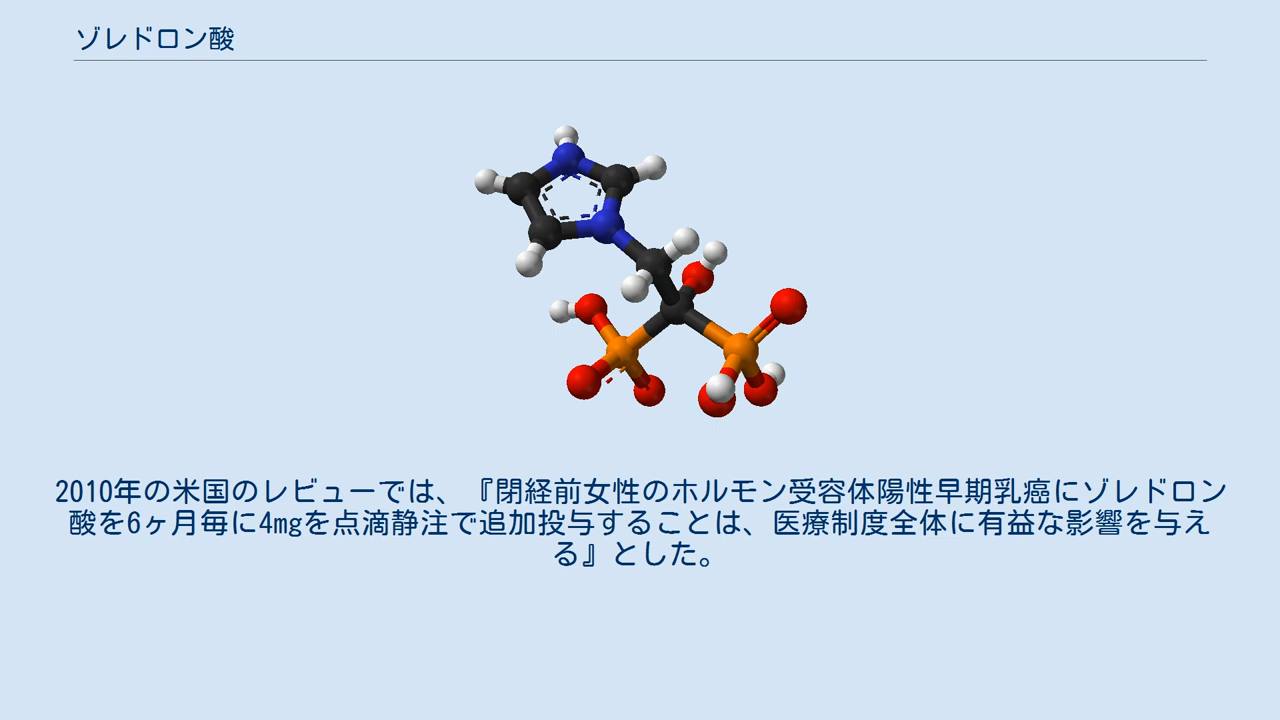 ゾレドロン酸
2010年の米国のレビューでは、『閉経前女性のホルモン受容体陽性早期乳癌にゾレドロン
酸を6ヶ月毎に4mgを点滴静注で追加投与することは、医療制度全体に有益な影響を与え
る』とした。